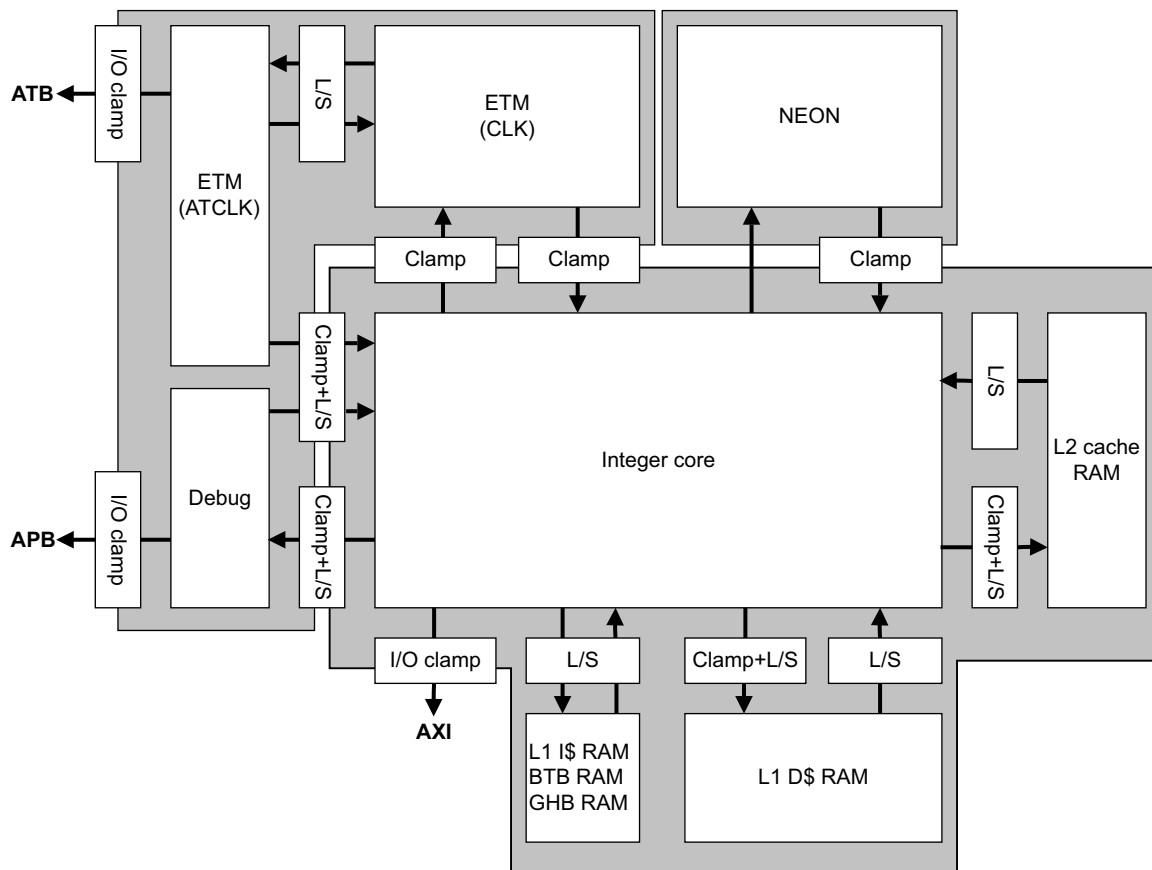 I/O clamp
L/S
ETM
(CLK)
NEON
ATB
ETM
(ATCLK)
Clamp
Clamp
Clamp
Clamp+L/S
L/S
Integer core
L2 cache
RAM
Debug
I/O clamp
Clamp+L/S
Clamp+L/S
APB
I/O clamp
L/S
Clamp+L/S
L/S
AXI
L1 I$ RAM
BTB RAM
GHB RAM
L1 D$ RAM